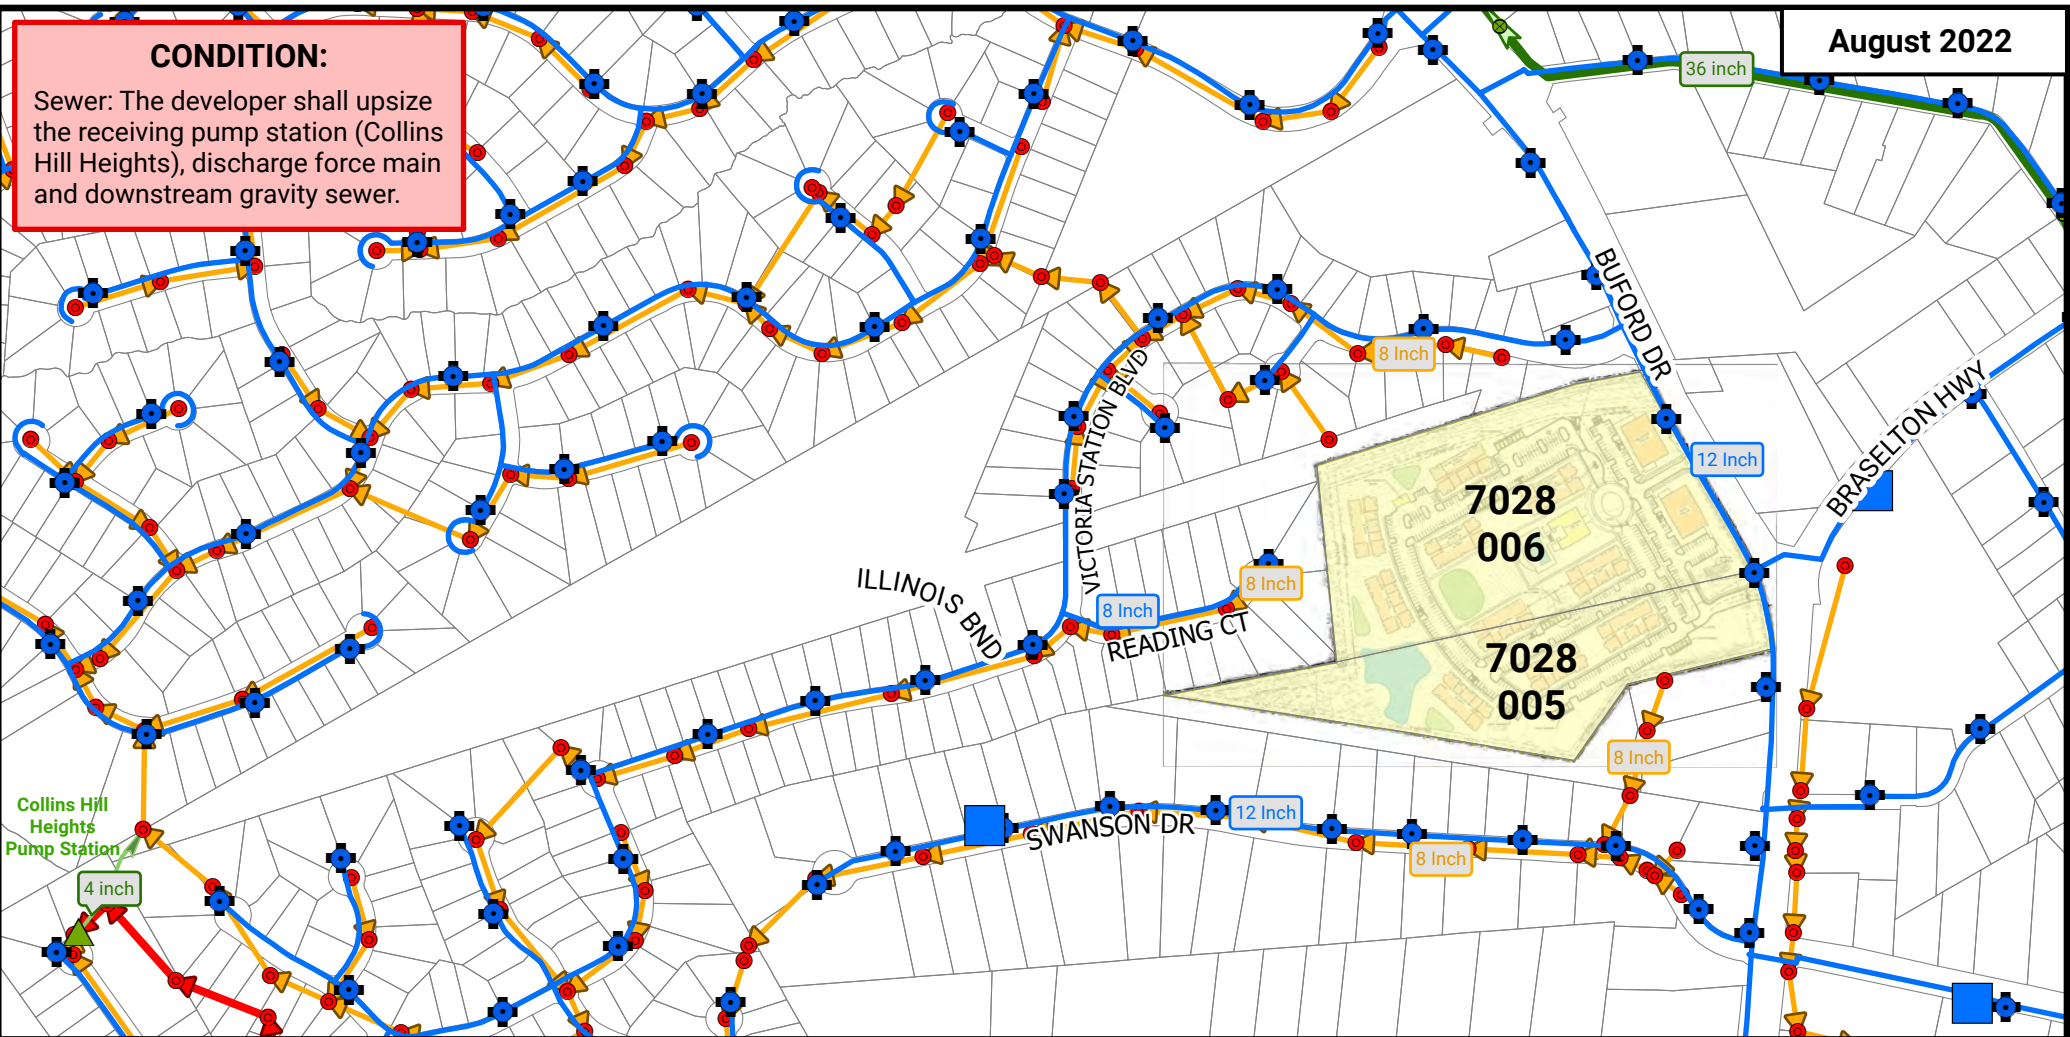 CONDITION:
Sewer: The developer shall upsize
the receiving pump station (Collins
Hill Heights), discharge force main
and downstream gravity sewer.
August 2022
36 inch
BUFORD DR
8 Inch
VICTORIA STATION BLVD
BRASELTON HWY
12 Inch
7028
006
8 Inch
ILLINOIS BND
8 Inch
READING CT
7028
005
8 Inch
Collins Hill
Heights
Pump Station
12 Inch
SWANSON DR
8 Inch
4 inch